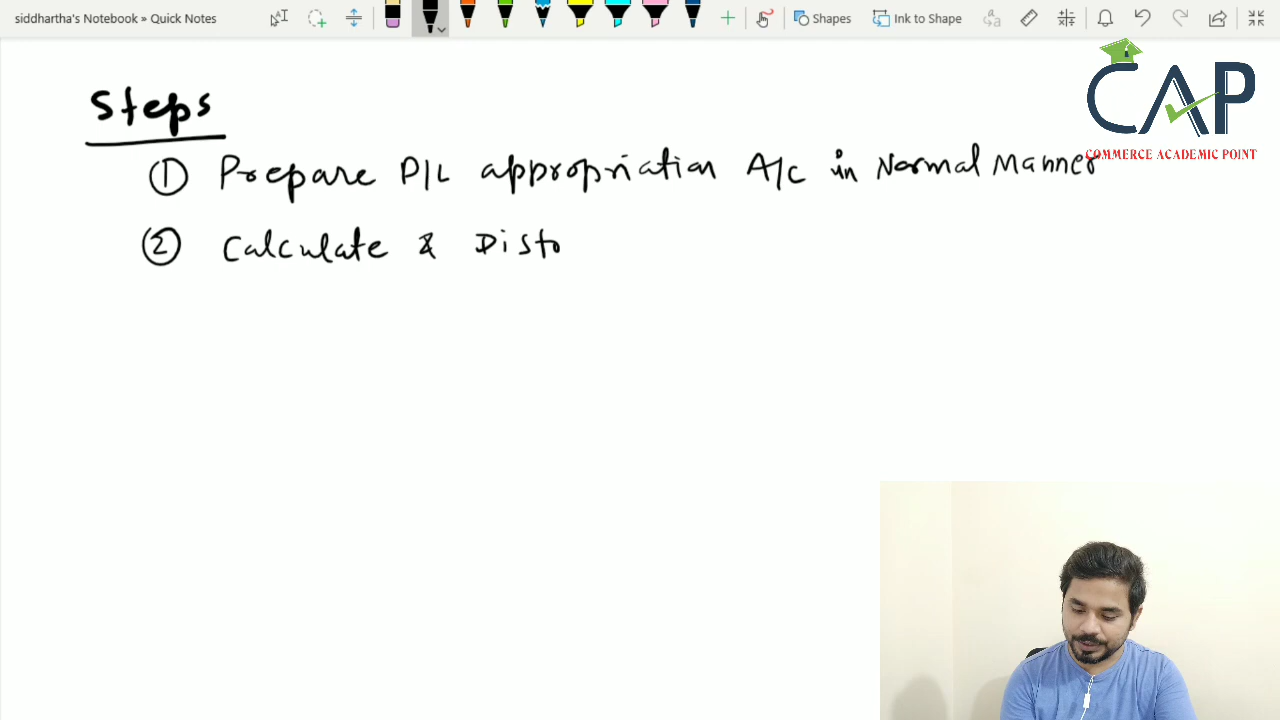 siddhartha's Notebook » Quick Notes
Shapes
Ink to Shape
CAP
COMMERCE ACADEMIC POINT
Steps
① Prepare P/L appropriation A/c in Normal Manner
② Calculate & Disto